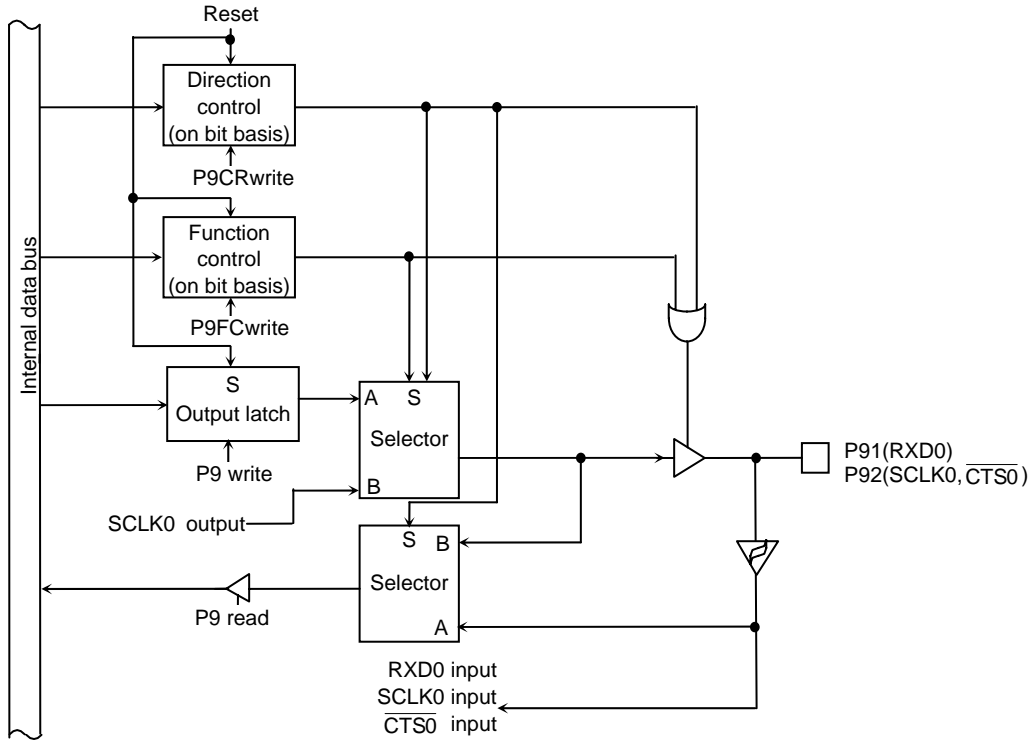 Reset
Direction
control
(on bit basis)
P9CRwrite
Function
control
(on bit basis)
P9FCwrite
Internal data bus
S
Output latch
P9 write
A S
Selector
B
SCLK0 output
P91(RXD0)
P92(SCLK0, CTS0)
S B
Selector
A
P9 read
RXD0 input
SCLK0 input
CTS0 input